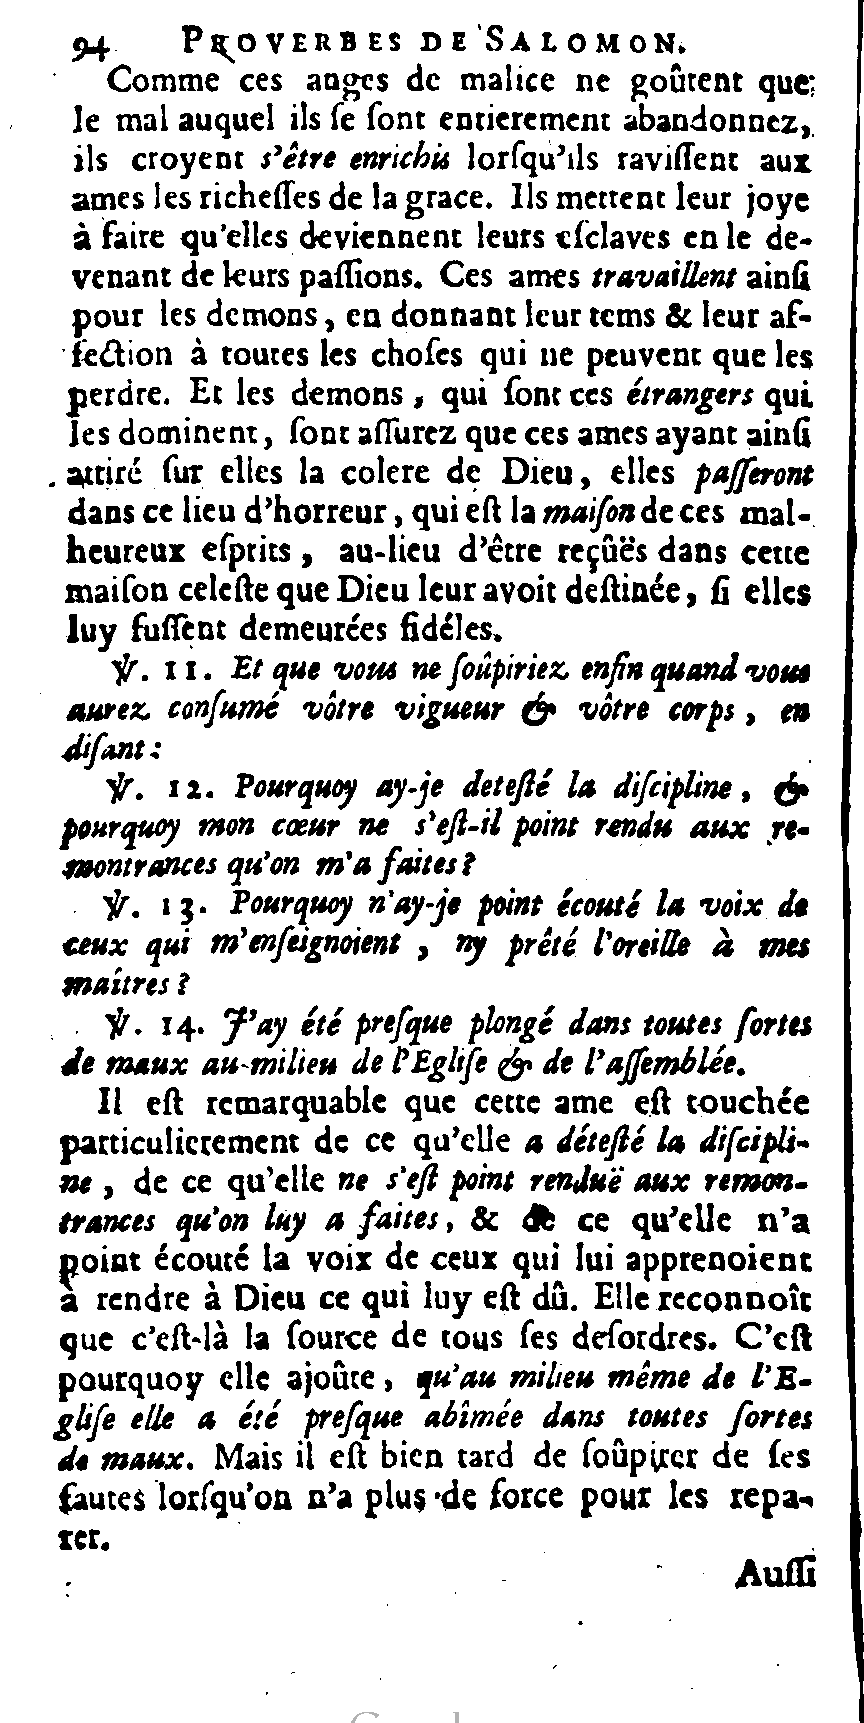 94 PROVERBES DE SALOMON.
Comme ces anges de malice ne goûtent que
le mal auquel ils ſe ſont entierement abandonnez,
ils croyent s'être enrichis lorſqu'ils raviſſent aux
ames les richeſſes de la grace. Ils mettent leur joye
à faire qu'elles deviennent leurs eſclaves en le de-
venant de leurs paſſions. Ces ames travaillent ainſi
pour les demons, en donnant leur tems & leur af-
fection à toutes les choſes qui ne peuvent que les
perdre. Et les demons, qui ſont ces étrangers qui
les dominent, ſont aſſurez que ces ames ayant ainſi
attiré ſur elles la colere de Dieu, elles paſſeront
dans ce lieu d'horreur, qui eſt la maiſon de ces mal-
heureux eſprits, au-lieu d'être reçûës dans cette
maiſon celeſte que Dieu leur avoit deſtinée, ſi elles
luy fuſſent demeurées fidéles.
℣. 11. Et que vous ne ſoûpiriez enfin quand vous
aurez conſumé vôtre vigueur & vôtre corps, en
diſant:
℣. 12. Pourquoy ay-je deteſté la diſcipline, &
pourquoy mon cœur ne s'eſt-il point rendu aux re-
montrances qu'on m'a faites?
℣. 13. Pourquoy n'ay-je point écouté la voix de
ceux qui m'enſeignoient, ny prêté l'oreille à mes
maîtres?
℣. 14. J'ay été preſque plongé dans toutes ſortes
de maux au-milieu de l'Egliſe & de l'aſſemblée.
Il eſt remarquable que cette ame eſt touchée
particulierement de ce qu'elle a déteſté la diſcipli-
ne, de ce qu'elle ne s'eſt point renduë aux remon-
trances qu'on luy a faites, & de ce qu'elle n'a
point écouté la voix de ceux qui lui apprenoient
à rendre à Dieu ce qui luy eſt dû. Elle reconnoît
que c'eſt-là la ſource de tous ſes deſordres. C'eſt
pourquoy elle ajoûte, qu'au milieu même de l'E-
gliſe elle a été preſque abîmée dans toutes ſortes
de maux. Mais il eſt bien tard de ſoûpirer de ſes
fautes lorſqu'on n'a plus de force pour les repa-
rer.
Auſſi